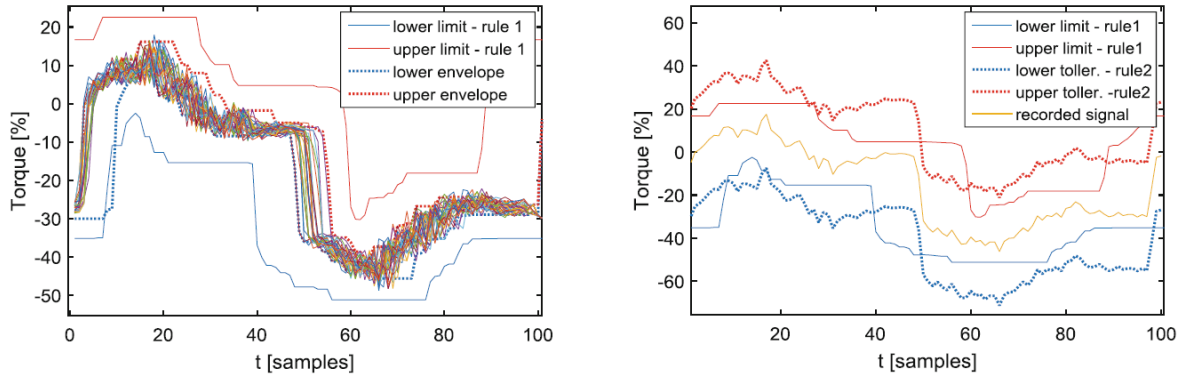 20
10
0
-10
-20
-30
-40
-50
Torque [%]
0
20
40
60
80
100
t [samples]
lower limit - rule 1
upper limit - rule 1
lower envelope
upper envelope
60
40
20
0
-20
-40
-60
Torque [%]
20
40
60
80
100
t [samples]
lower limit - rule1
upper limit - rule1
lower toller. - rule2
upper toller. -rule2
recorded signal